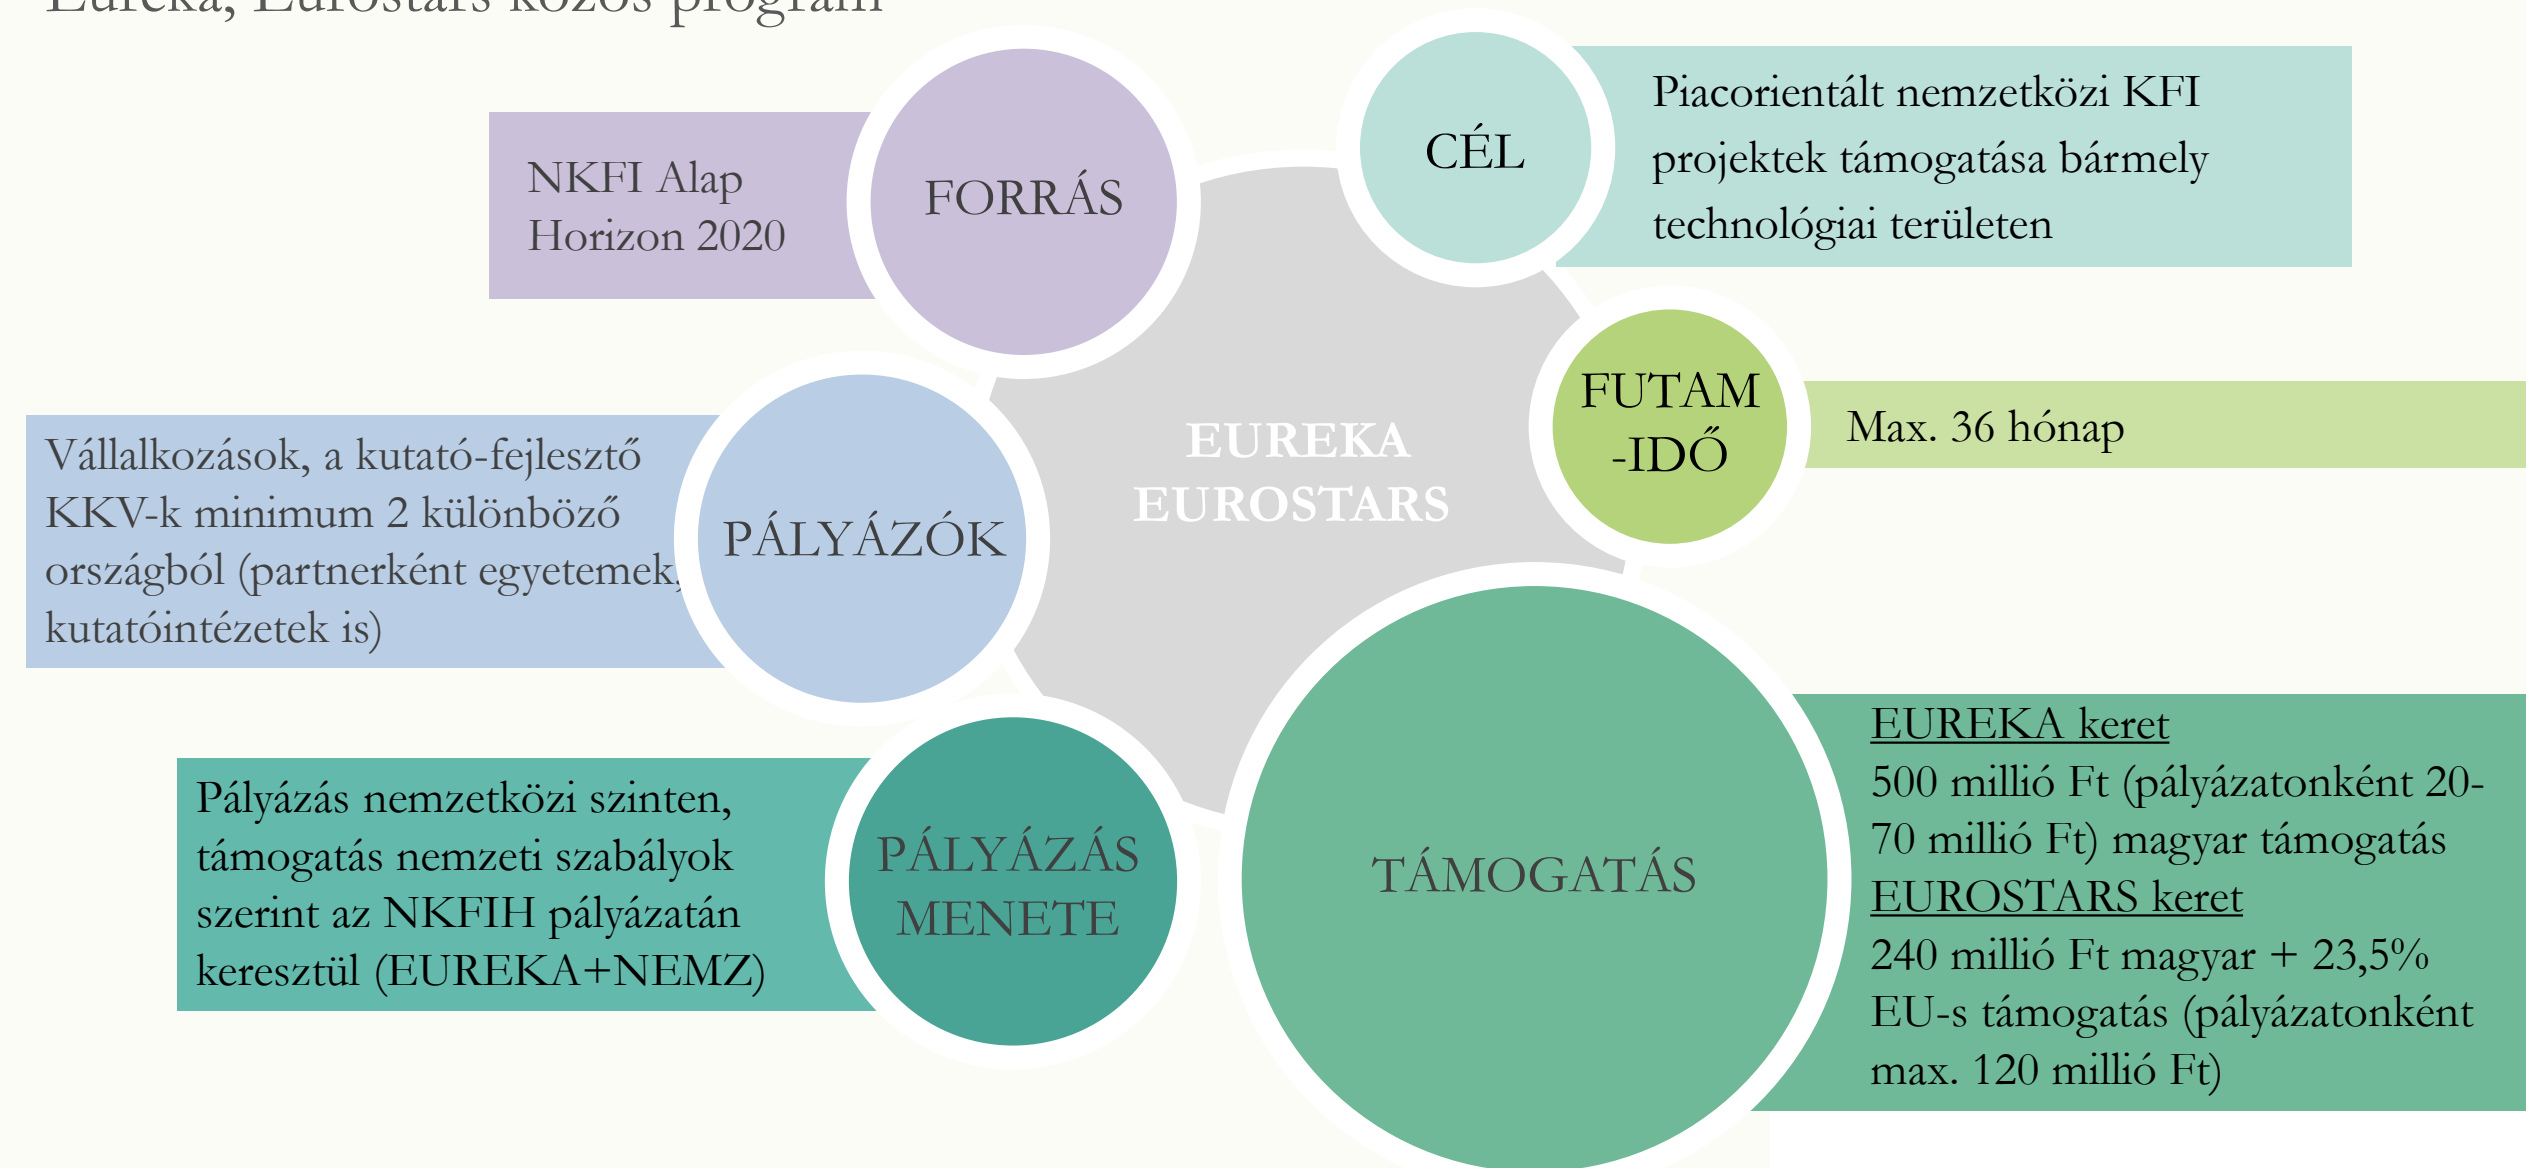 Eureka, Eurostars közös program
FORRÁS
NKFI Alap
Horizon 2020
CÉL
Piacorientált nemzetközi KFI
projektek támogatása bármely
technológiai területen
EUREKA
EUROSTARS
FUTAM
-IDŐ
Max. 36 hónap
PÁLYÁZÓK
Vállalkozások, a kutató-fejlesztő
KKV-k minimum 2 különböző
országból (partnerként egyetemek,
kutatóintézetek is)
PÁLYÁZÁS
MENETE
Pályázás nemzetközi szinten,
támogatás nemzeti szabályok
szerint az NKFIH pályázatán
keresztül (EUREKA+NEMZ)
TÁMOGATÁS
EUREKA keret
500 millió Ft (pályázatonként 20-
70 millió Ft) magyar támogatás
EUROSTARS keret
240 millió Ft magyar + 23,5%
EU-s támogatás (pályázatonként
max. 120 millió Ft)